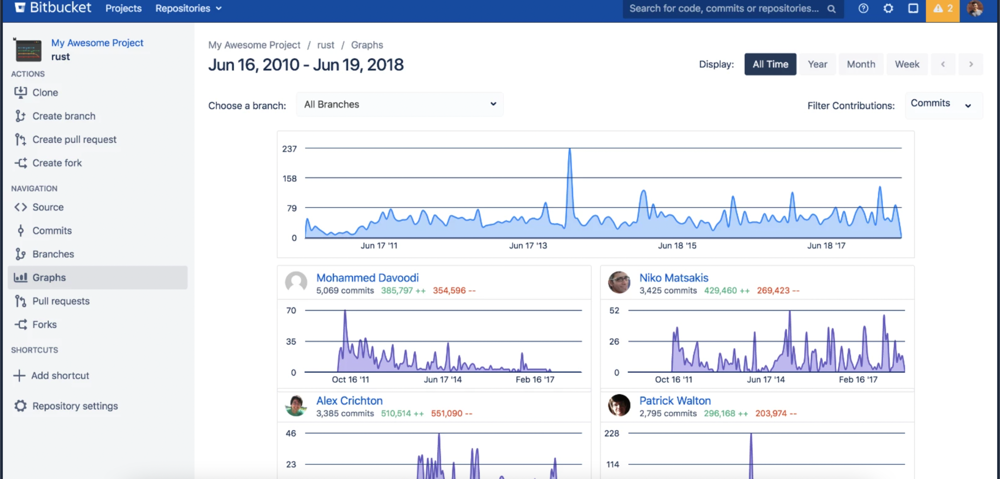 Bitbucket Projects Repositories
Search for code, commits or repositories...
2
My Awesome Project
rust
ACTIONS
Clone
Create branch
Create pull request
Create fork
NAVIGATION
Source
Commits
Branches
Graphs
Pull requests
Forks
SHORTCUTS
Add shortcut
Repository settings
My Awesome Project / rust / Graphs
Jun 16, 2010 - Jun 19, 2018
Display: All Time Year Month Week
Choose a branch: All Branches
Filter Contributions: Commits
237
158
79
0
Jun 17 '11 Jun 17 '13 Jun 18 '15 Jun 18 '17
Mohammed Davoodi
5,069 commits 385,797 ++ 354,596 --
70
35
0
Oct 16 '11 Jun 17 '14 Feb 16 '17
Niko Matsakis
3,425 commits 429,460 ++ 269,423 --
52
26
0
Oct 16 '11 Jun 17 '14 Feb 16 '17
Alex Crichton
3,385 commits 510,514 ++ 551,090 --
46
23
Patrick Walton
2,795 commits 296,168 ++ 203,974 --
228
114